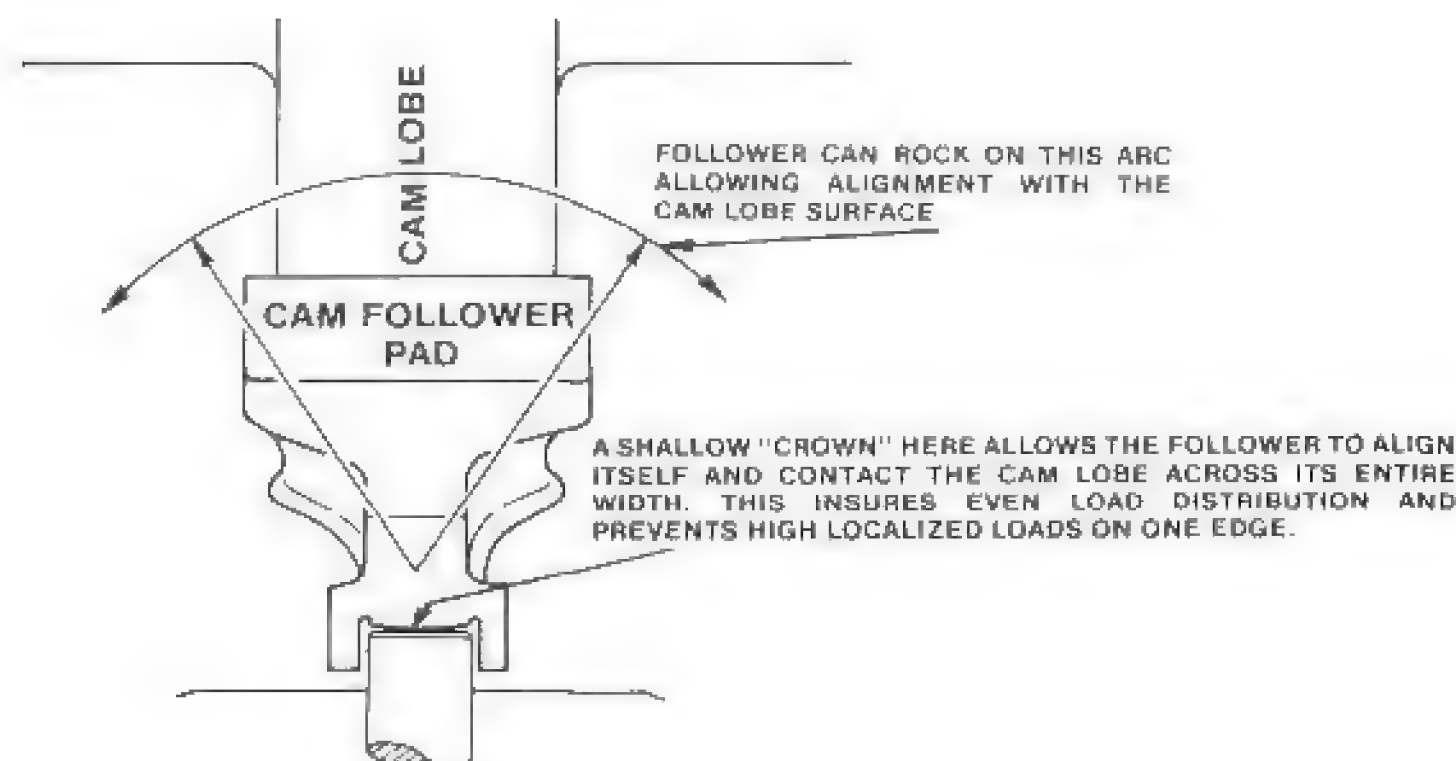 CAM LOBE
FOLLOWER CAN ROCK ON THIS ARC
ALLOWING ALIGNMENT WITH THE
CAM LOBE SURFACE
CAM FOLLOWER
PAD
A SHALLOW "CROWN" HERE ALLOWS THE FOLLOWER TO ALIGN
ITSELF AND CONTACT THE CAM LOBE ACROSS ITS ENTIRE
WIDTH. THIS INSURES EVEN LOAD DISTRIBUTION AND
PREVENTS HIGH LOCALIZED LOADS ON ONE EDGE.